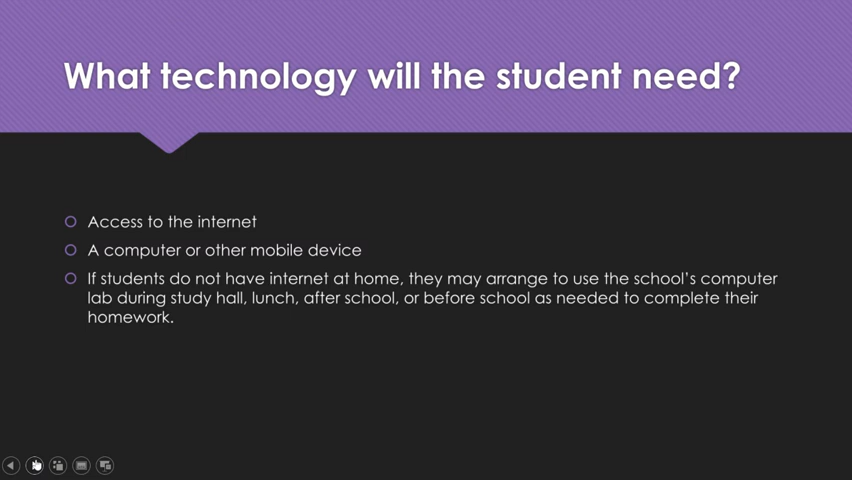 What technology will the student need?
Access to the internet
A computer or other mobile device
If students do not have internet at home, they may arrange to use the school's computer
lab during study hall, lunch, after school, or before school as needed to complete their
homework.